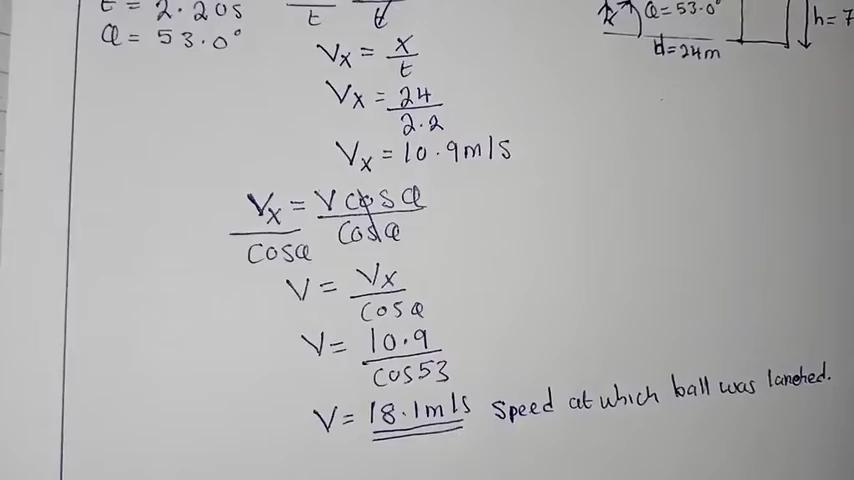 t = 2.20s
t
θ = 53.0°
θ = 53.0°
h = 7
d = 24m
Vx = x
t
Vx = 24
2.2
Vx = 10.9m/s
Vx = V cosθ
cosθ cosθ
V = Vx
cosθ
V = 10.9
cos53
V = 18.1m/s speed at which ball was lanched.